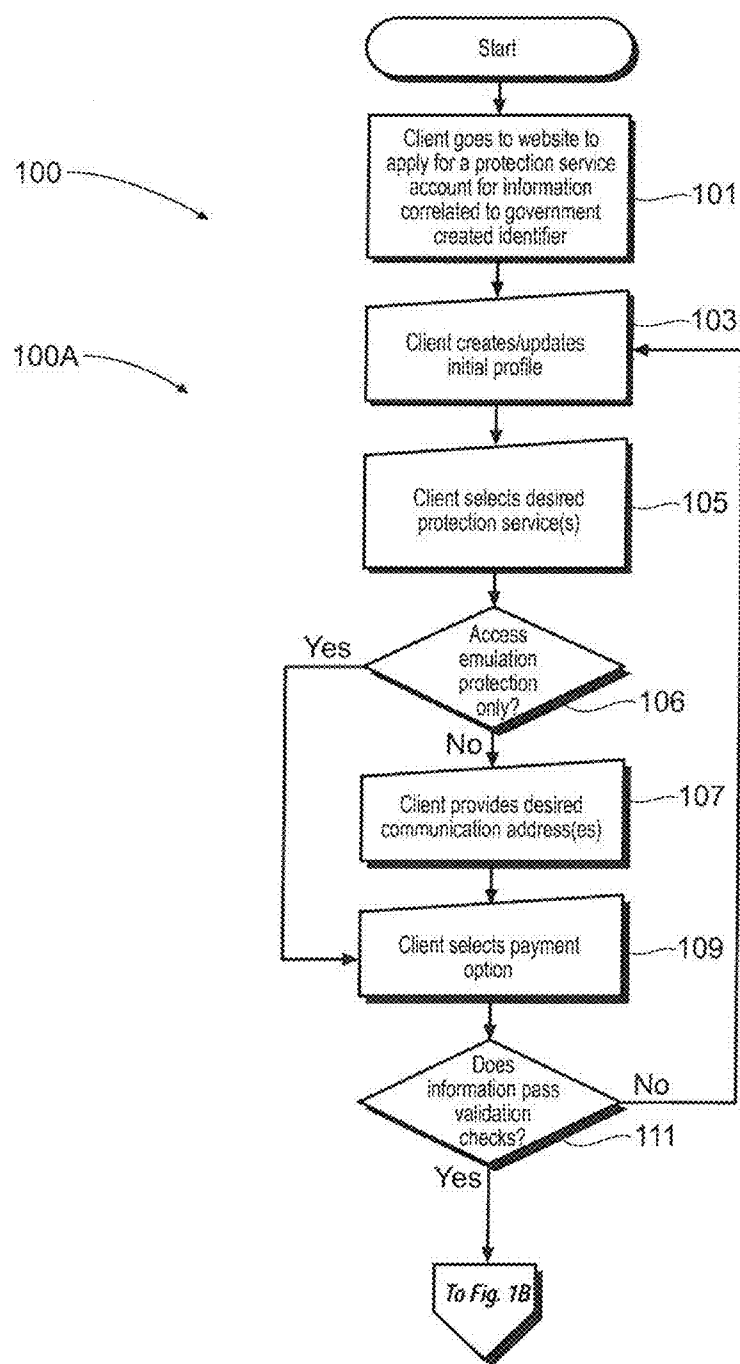 Start
Client goes to website to
apply for a protection service
account for information
correlated to government
created identifier
100
101
103
Client creates/updates
initial profile
100A
Client selects desired
protection service(s)
105
Yes
Access
emulation
protection
only?
106
No
Client provides desired
communication address(es)
107
Client selects payment
option
109
Does
information pass
validation
checks?
No
111
Yes
To Fig. 1B